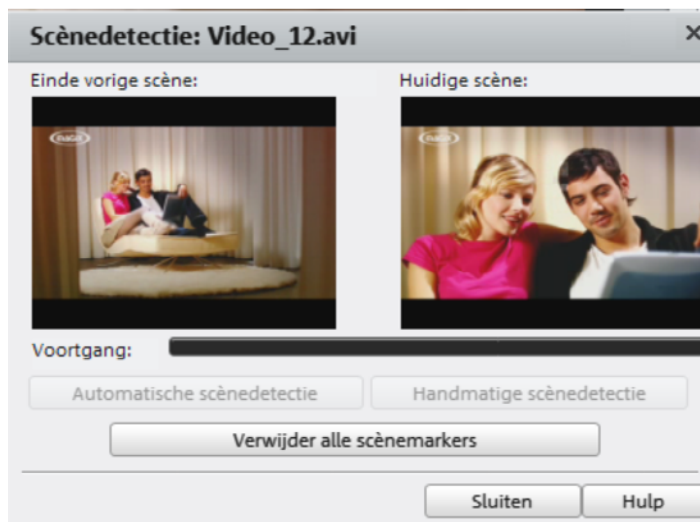 Scènedetectie: Video_12.avi
Einde vorige scène:
Huidige scène:
Voortgang:
Automatische scènedetectie
Handmatige scènedetectie
Verwijder alle scènemarkers
Sluiten
Hulp